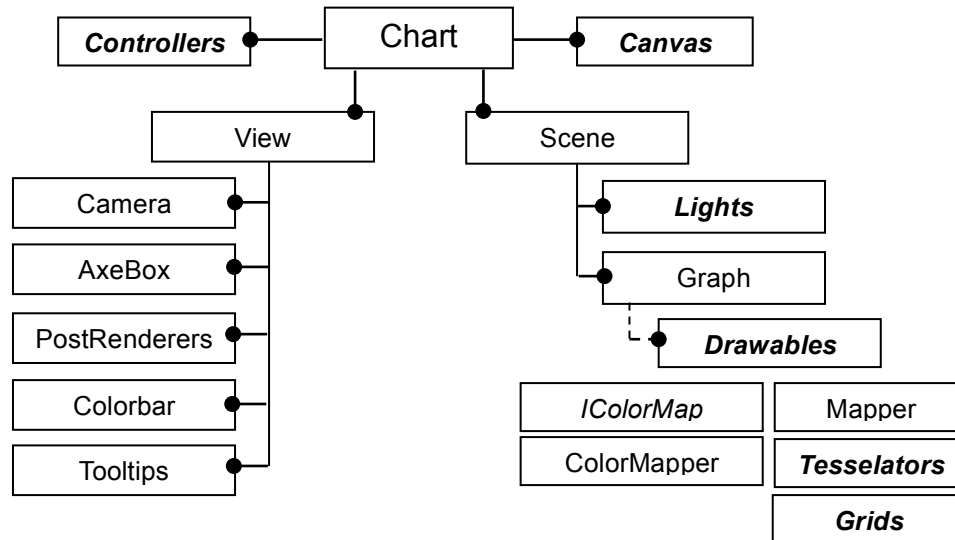 Controllers
Chart
Canvas
View
Scene
Camera
AxeBox
PostRenderers
Colorbar
Tooltips
Lights
Graph
Drawables
IColorMap
Mapper
ColorMapper
Tesselators
Grids